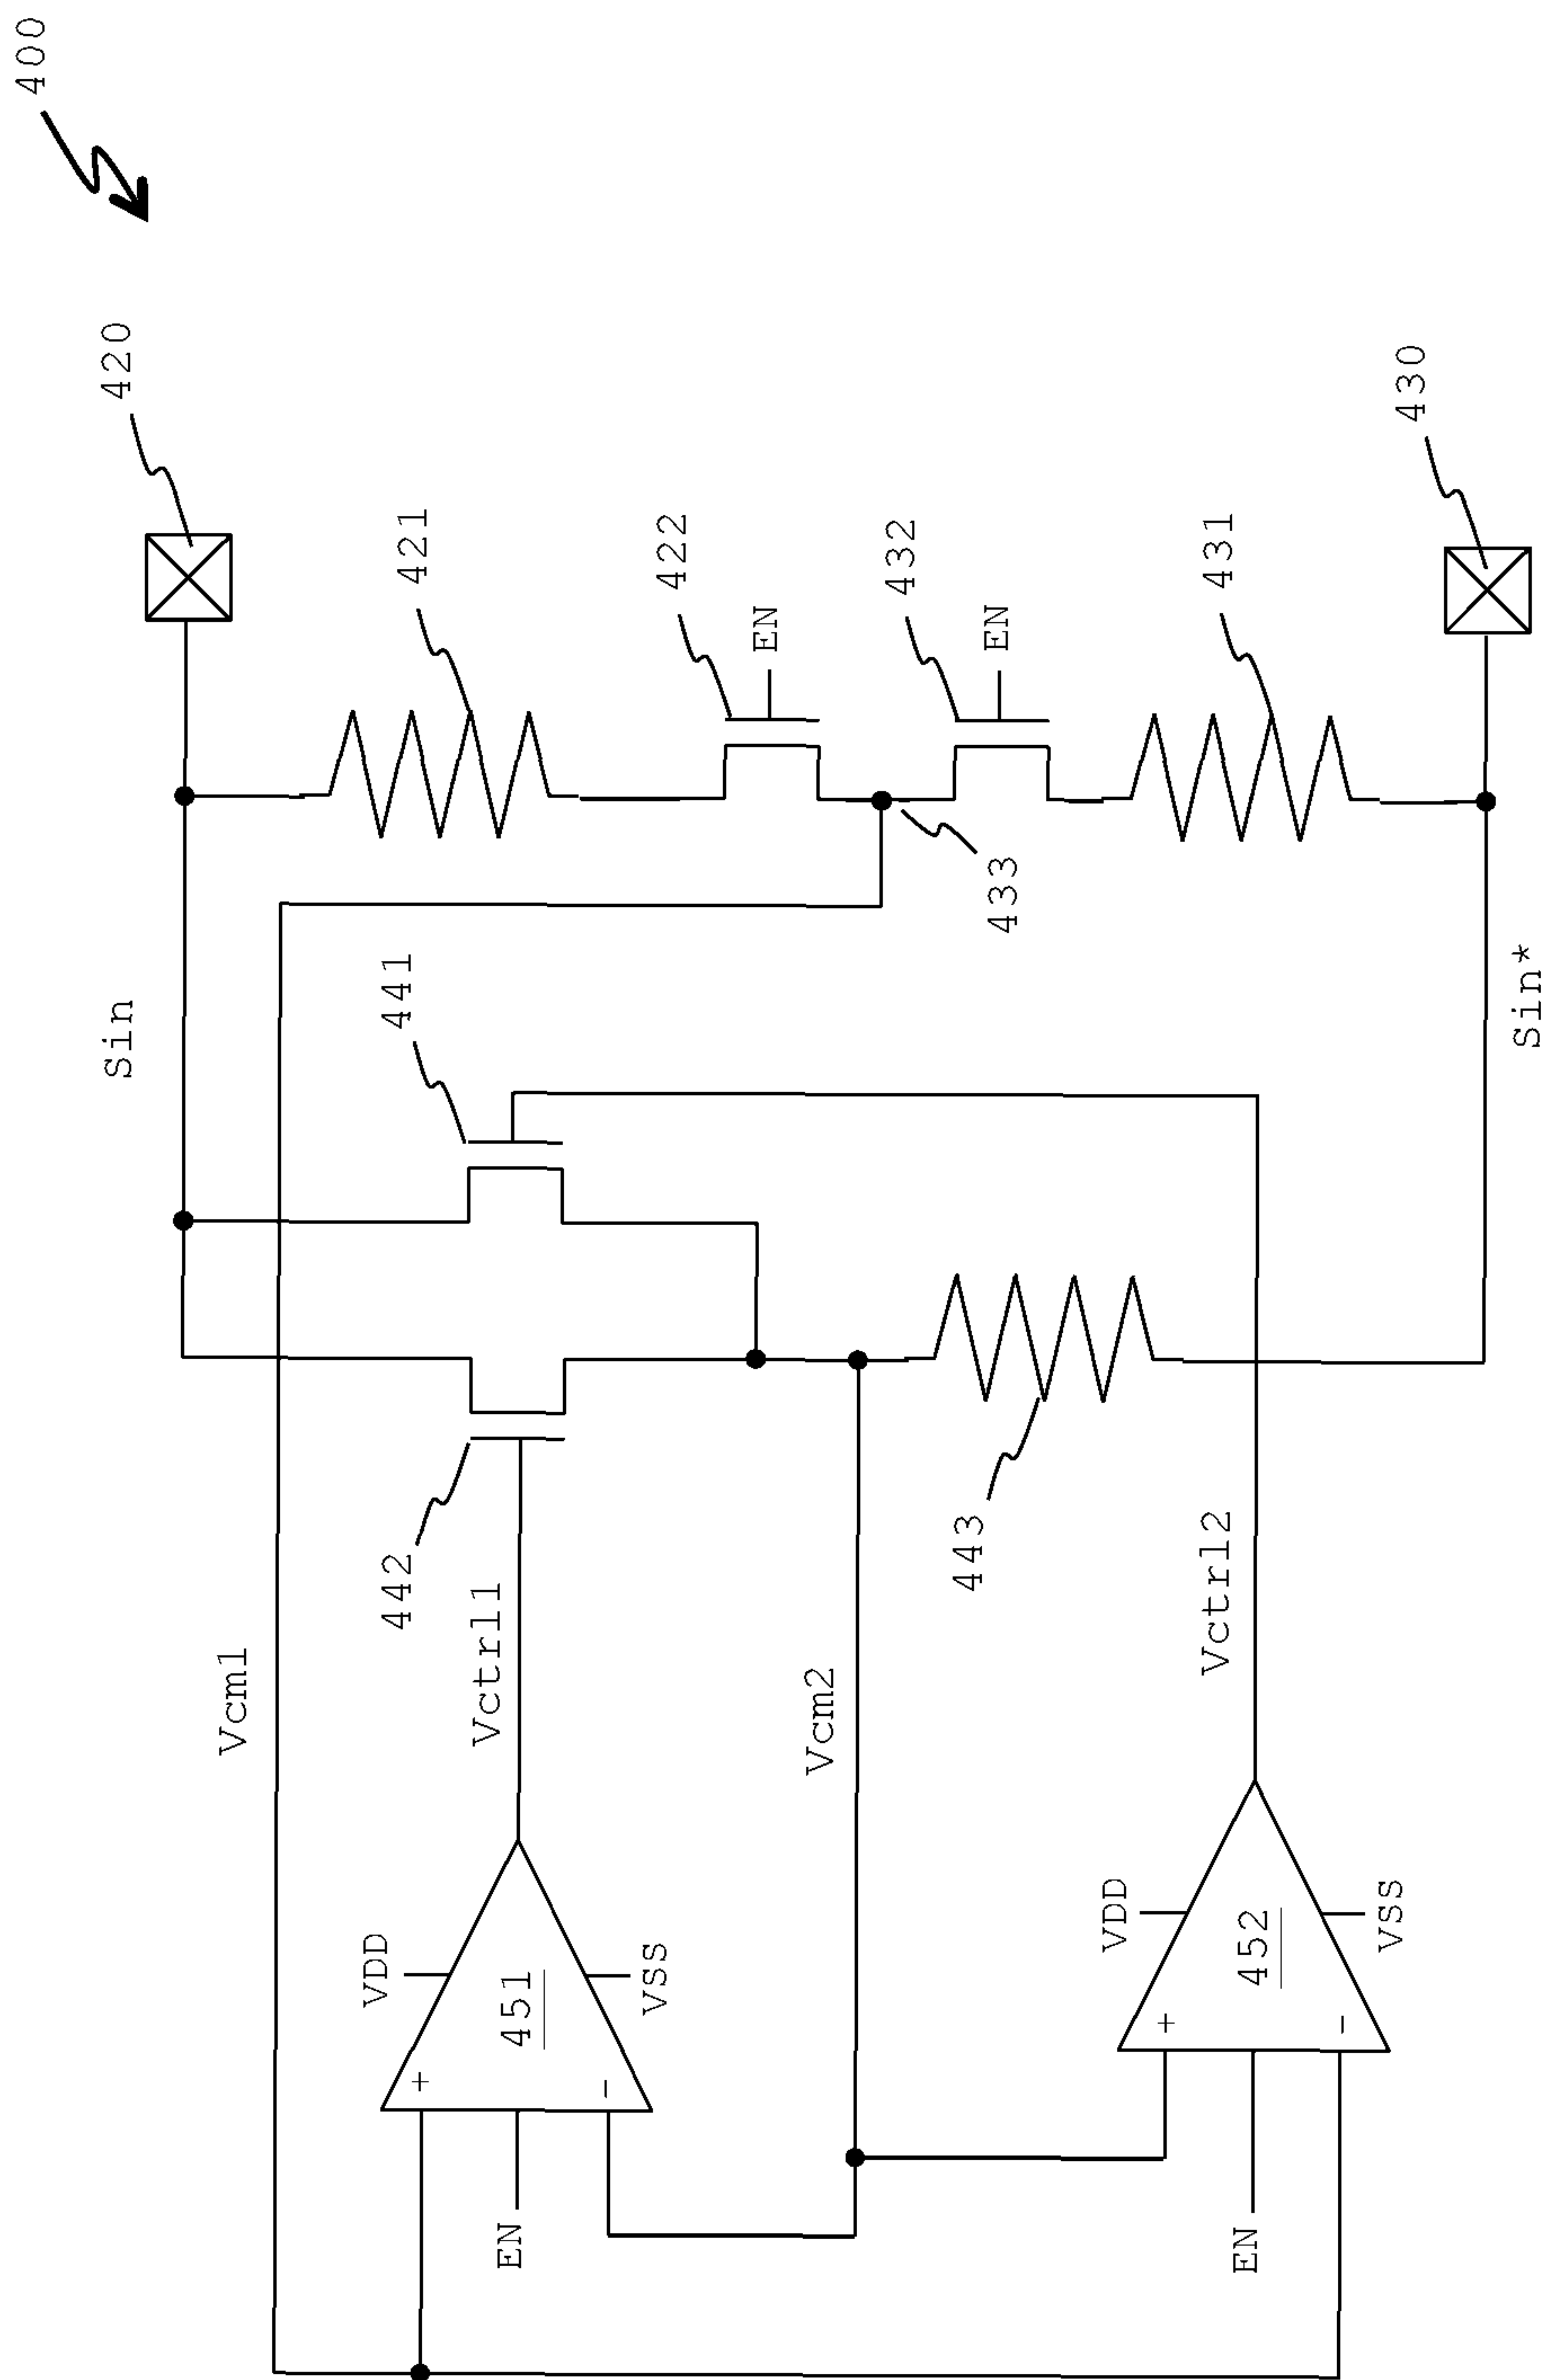 400
420
421
422
EN
432
EN
431
430
433
Sin
441
Sin*
442
443
Vcm1
Vctrl1
Vcm2
Vctrl2
VDD
451
VSS
+
-
EN
VDD
452
VSS
+
-
EN